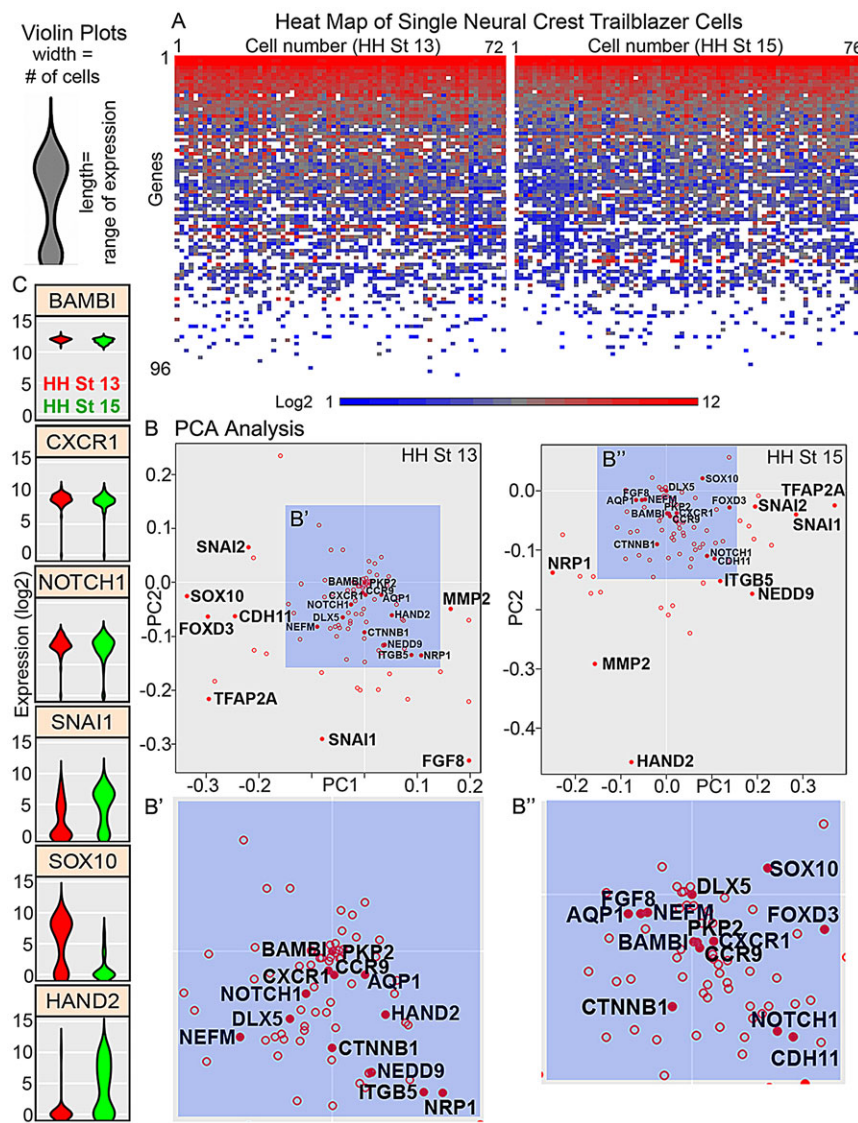 Violin Plots
width =
# of cells
length=
range of expression
A
Heat Map of Single Neural Crest Trailblazer Cells
1 Cell number (HH St 13) 72
1 Cell number (HH St 15) 76
1
Genes
96
Log2 1 12
C
BAMBI
15
10
5
0
HH St 13
HH St 15
CXCR1
15
10
5
0
NOTCH1
15
10
5
0
SNAI1
15
10
5
0
SOX10
15
10
5
0
HAND2
15
10
5
0
Expression (log2)
B PCA Analysis
HH St 13
B'
0.2
0.1
0.0
-0.1
-0.2
-0.3
PC2
SNAI2
SOX10
FOXD3
CDH11
TFAP2A
SNAI1
FGF8
MMP2
BAMBI
PKP2
CCR9
CXCR1
AQP1
NOTCH1
HAND2
DLX5
NEFM
CTNNB1
NEDD9
ITGB5
NRP1
-0.3
-0.2
PC1
0.1
0.2
HH St 15
B"
0.0
-0.1
-0.2
-0.3
-0.4
PC2
SOX10
DLX5
FGF8
NEFM
AQP1
PKP2
BAMBI
CXCR1
CCR9
FOXD3
TFAP2A
SNAI2
SNAI1
CTNNB1
NOTCH1
CDH11
ITGB5
NEDD9
NRP1
MMP2
HAND2
-0.2
-0.1
0.0
PC1
0.2
0.3
B'
BAMBI
PKP2
CCR9
CXCR1
AQP1
NOTCH1
HAND2
DLX5
NEFM
CTNNB1
NEDD9
ITGB5
NRP1
B"
SOX10
DLX5
FGF8
NEFM
AQP1
FOXD3
PKP2
BAMBI
CXCR1
CCR9
CTNNB1
NOTCH1
CDH11